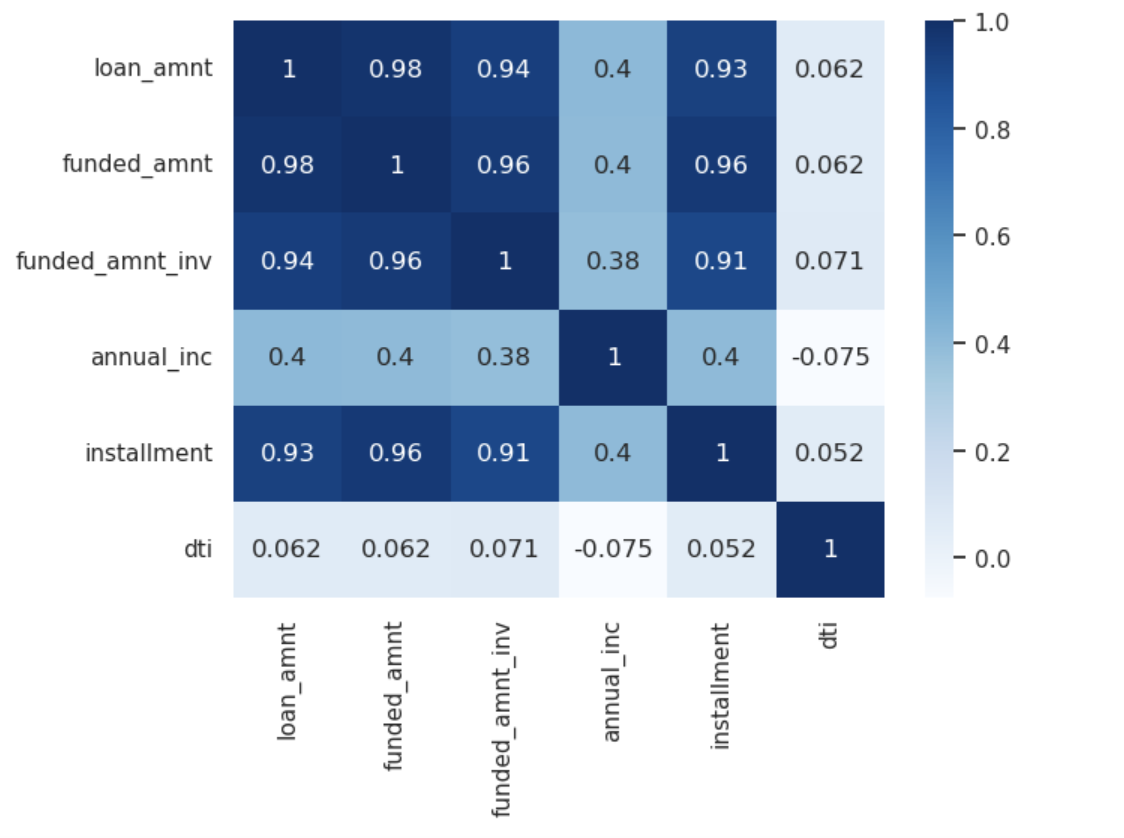 loan_amnt 1 0.98 0.94 0.4 0.93 0.062
funded_amnt 0.98 1 0.96 0.4 0.96 0.062
funded_amnt_inv 0.94 0.96 1 0.38 0.91 0.071
annual_inc 0.4 0.4 0.38 1 0.4 -0.075
installment 0.93 0.96 0.91 0.4 1 0.052
dti 0.062 0.062 0.071 -0.075 0.052 1
loan_amnt
funded_amnt
funded_amnt_inv
annual_inc
installment
dti
1.0
0.8
0.6
0.4
0.2
0.0